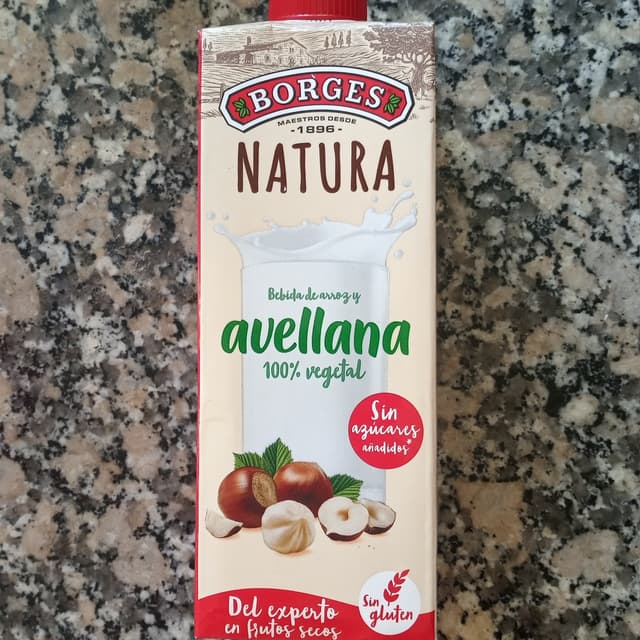 BORGES
MAESTROS DESDE
-1896-
NATURA
Bebida de arroz y
avellana
100% vegetal
Sin
azúcares
añadidos*
Del experto
en frutos secos
Sin
gluten